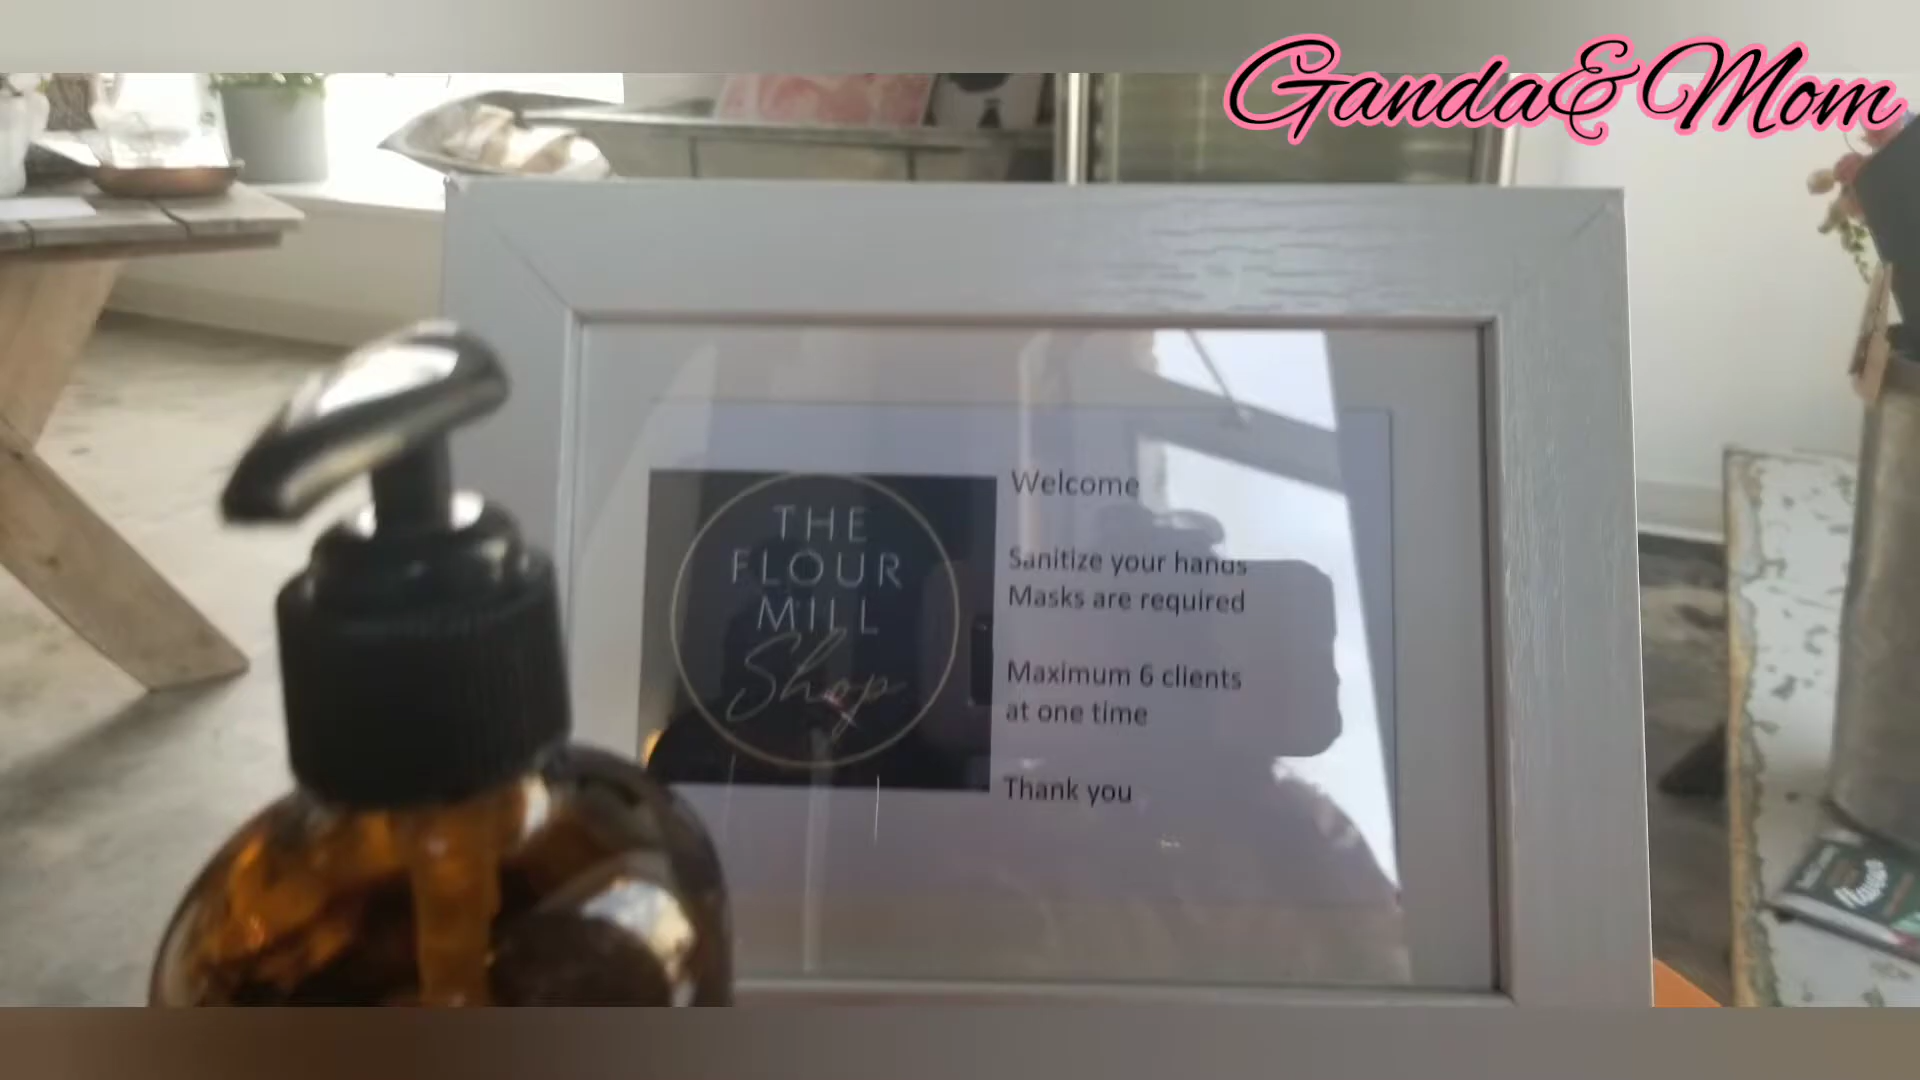 Ganda&Mom
THE
FLOUR
MILL
Shop
Welcome
Sanitize your hands
Masks are required
Maximum 6 clients
at one time
Thank you